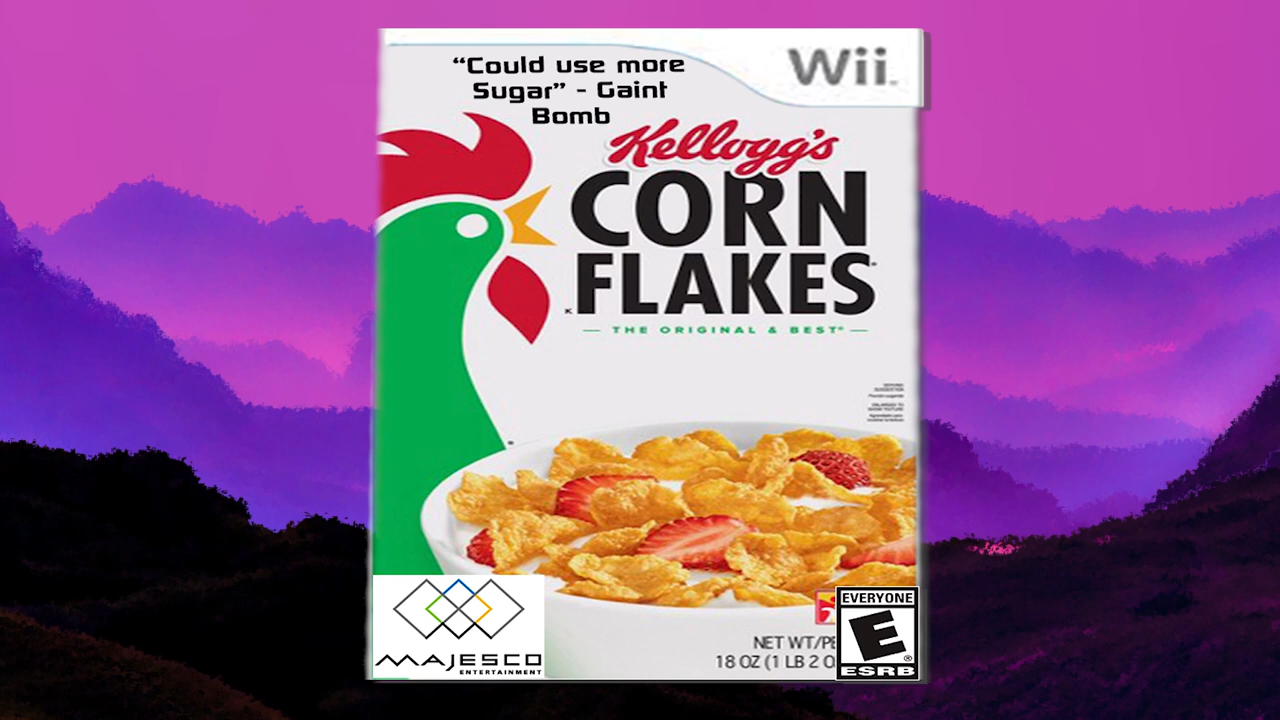 Wii
“Could use more
Sugar” - Gaint
Bomb
Kellogg's
CORN
FLAKES
K
THE ORIGINAL & BEST
NET WT/PE
18 OZ (1 LB 2 O
MAJESCO
ENTERTAINMENT
EVERYONE
E
ESRB